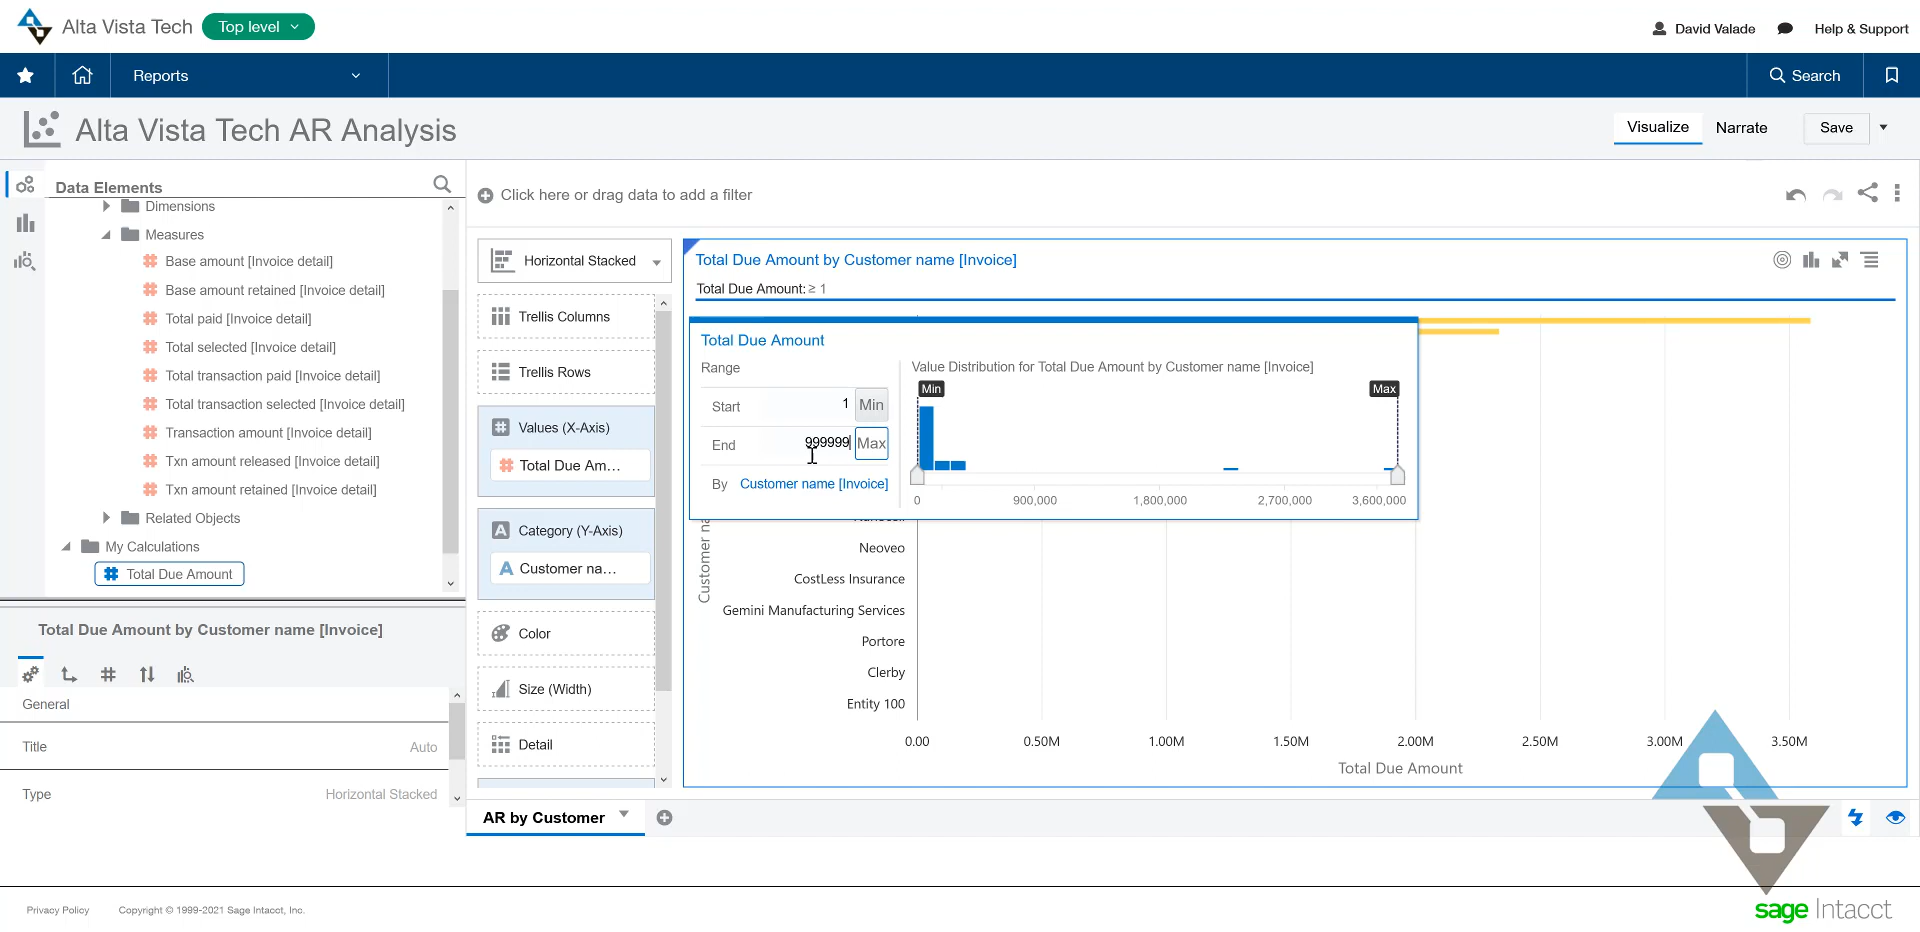 Alta Vista Tech
Top level
David Valade
Help & Support
Reports
Search
Alta Vista Tech AR Analysis
Visualize
Narrate
Save
Data Elements
Dimensions
Measures
Base amount [Invoice detail]
Base amount retained [Invoice detail]
Total paid [Invoice detail]
Total selected [Invoice detail]
Total transaction paid [Invoice detail]
Total transaction selected [Invoice detail]
Transaction amount [Invoice detail]
Txn amount released [Invoice detail]
Txn amount retained [Invoice detail]
Related Objects
My Calculations
Total Due Amount
Total Due Amount by Customer name [Invoice]
General
Title Auto
Type Horizontal Stacked
Click here or drag data to add a filter
Horizontal Stacked
Trellis Columns
Trellis Rows
Values (X-Axis)
Total Due Am...
Category (Y-Axis)
A Customer na...
Color
Size (Width)
Detail
Total Due Amount by Customer name [Invoice]
Total Due Amount: ≥ 1
Total Due Amount
Range
Start 1 Min
End 999999 Max
By Customer name [Invoice]
Value Distribution for Total Due Amount by Customer name [Invoice]
Min
Max
0 900,000 1,800,000 2,700,000 3,600,000
Customer na
Neoveo
CostLess Insurance
Gemini Manufacturing Services
Portore
Clerby
Entity 100
0.00 0.50M 1.00M 1.50M 2.00M 2.50M 3.00M 3.50M
Total Due Amount
AR by Customer
Privacy Policy
Copyright © 1999-2021 Sage Intacct, Inc.
sage Intacct